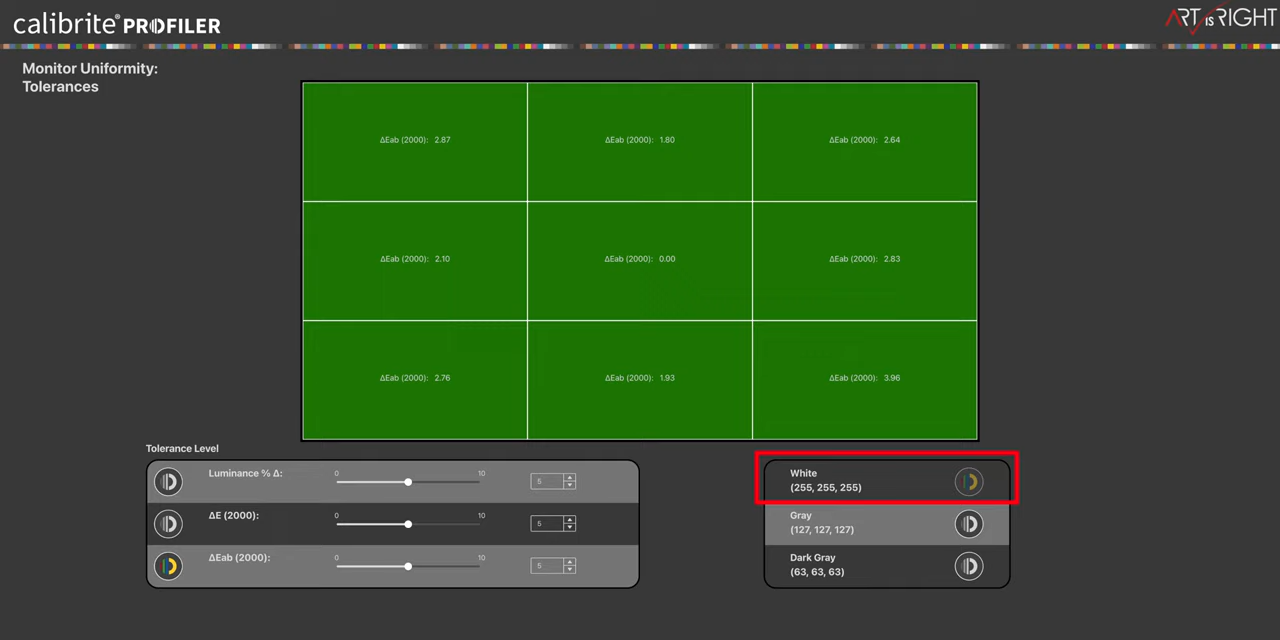 calibrite® PROFILER
ART IS RIGHT
Monitor Uniformity:
Tolerances
ΔEab (2000): 2.87
ΔEab (2000): 1.80
ΔEab (2000): 2.64
ΔEab (2000): 2.10
ΔEab (2000): 0.00
ΔEab (2000): 2.83
ΔEab (2000): 2.76
ΔEab (2000): 1.93
ΔEab (2000): 3.96
Tolerance Level
Luminance % Δ:
0
10
5
ΔE (2000):
0
10
5
ΔEab (2000):
0
10
5
White
(255, 255, 255)
Gray
(127, 127, 127)
Dark Gray
(63, 63, 63)